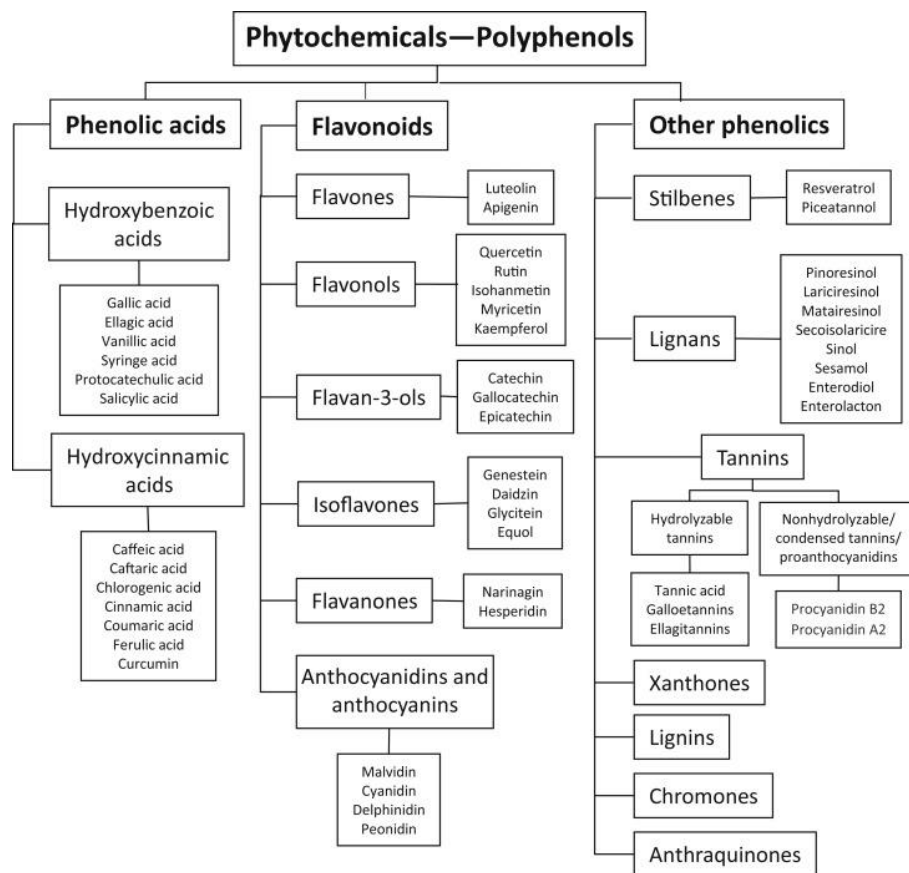 Phytochemicals—Polyphenols
Phenolic acids
Hydroxybenzoic
acids
Gallic acid
Ellagic acid
Vanillic acid
Syringe acid
Protocatechulic acid
Salicylic acid
Hydroxycinnamic
acids
Caffeic acid
Caftaric acid
Chlorogenic acid
Cinnamic acid
Coumaric acid
Ferulic acid
Curcumin
Flavonoids
Flavones
Luteolin
Apigenin
Flavonols
Quercetin
Rutin
Isohanmetin
Myricetin
Kaempferol
Flavan-3-ols
Catechin
Gallocatechin
Epicatechin
Isoflavones
Genestein
Daidzin
Glycitein
Equol
Flavanones
Narinagin
Hesperidin
Anthocyanidins and
anthocyanins
Malvidin
Cyanidin
Delphinidin
Peonidin
Other phenolics
Stilbenes
Resveratrol
Piceatannol
Lignans
Pinoresinol
Lariciresinol
Matairesinol
Secoisolaricire
Sinol
Sesamol
Enterodiol
Enterolacton
Tannins
Hydrolyzable
tannins
Tannic acid
Galloetannins
Ellagitannins
Nonhydrolyzable/
condensed tannins/
proanthocyanidins
Procyanidin B2
Procyanidin A2
Xanthones
Lignins
Chromones
Anthraquinones